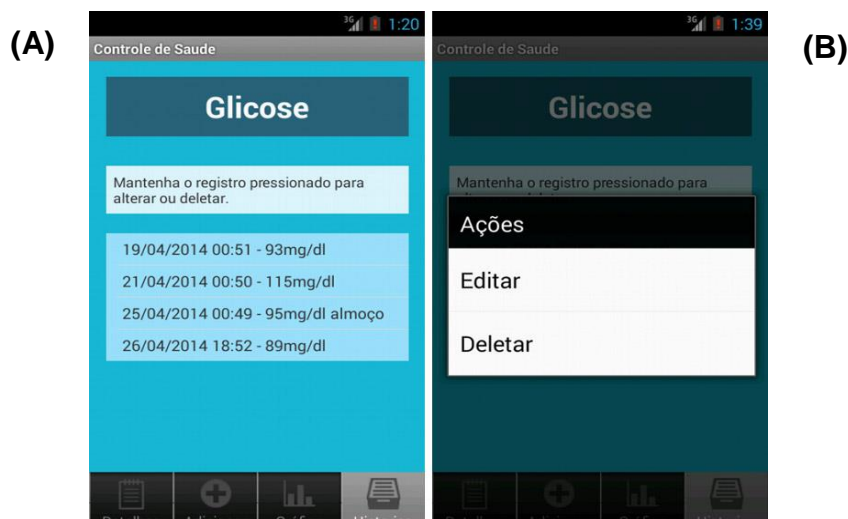 (A)
3G 1:20
Controle de Saude
Glicose
Mantenha o registro pressionado para
alterar ou deletar.
19/04/2014 00:51 - 93mg/dl
21/04/2014 00:50 - 115mg/dl
25/04/2014 00:49 - 95mg/dl almoço
26/04/2014 18:52 - 89mg/dl
3G 1:39
Controle de Saude
Glicose
Mantenha o registro pressionado para
Ações
Editar
Deletar
(B)